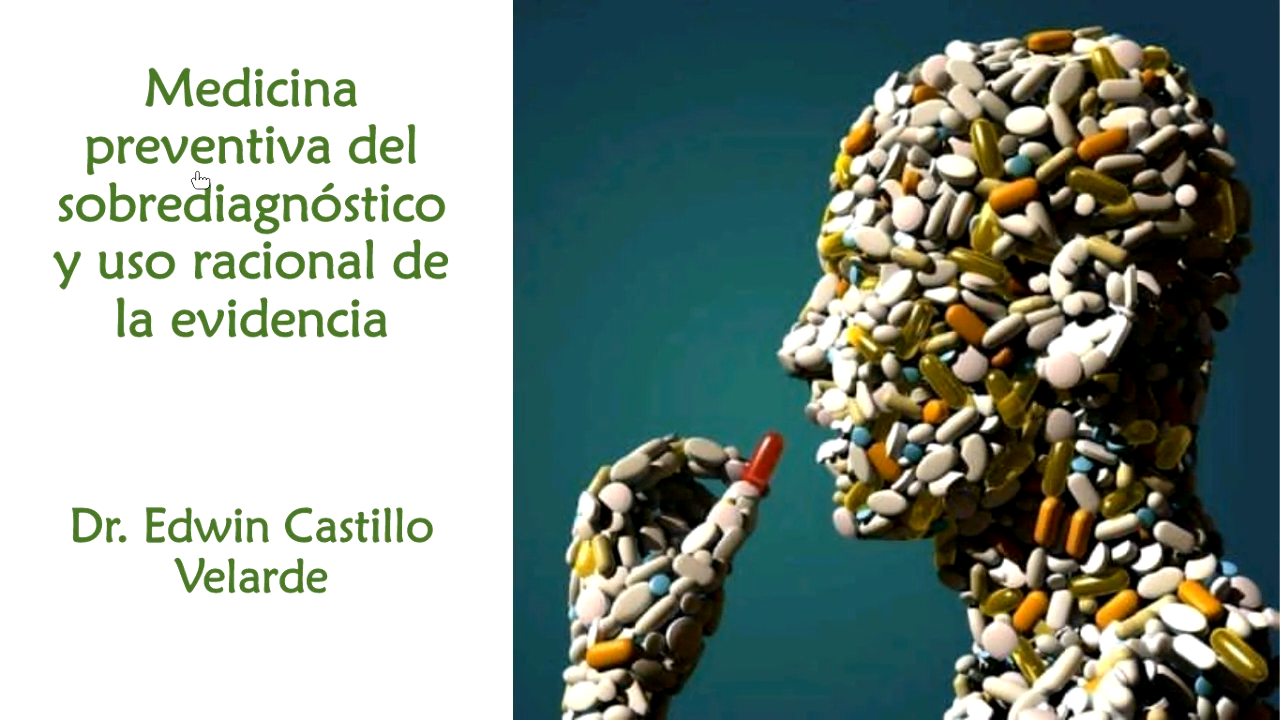 Medicina
preventiva del
sobrediagnóstico
y uso racional de
la evidencia
Dr. Edwin Castillo
Velarde